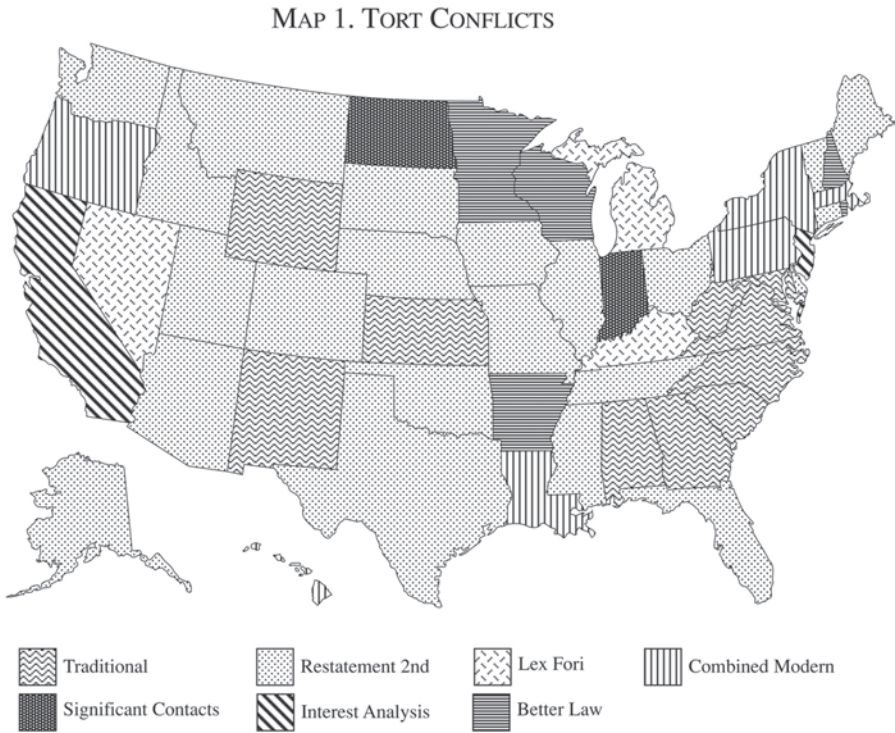 MAP 1. TORT CONFLICTS
Traditional
Restatement 2nd
Lex Fori
Combined Modern
Significant Contacts
Interest Analysis
Better Law